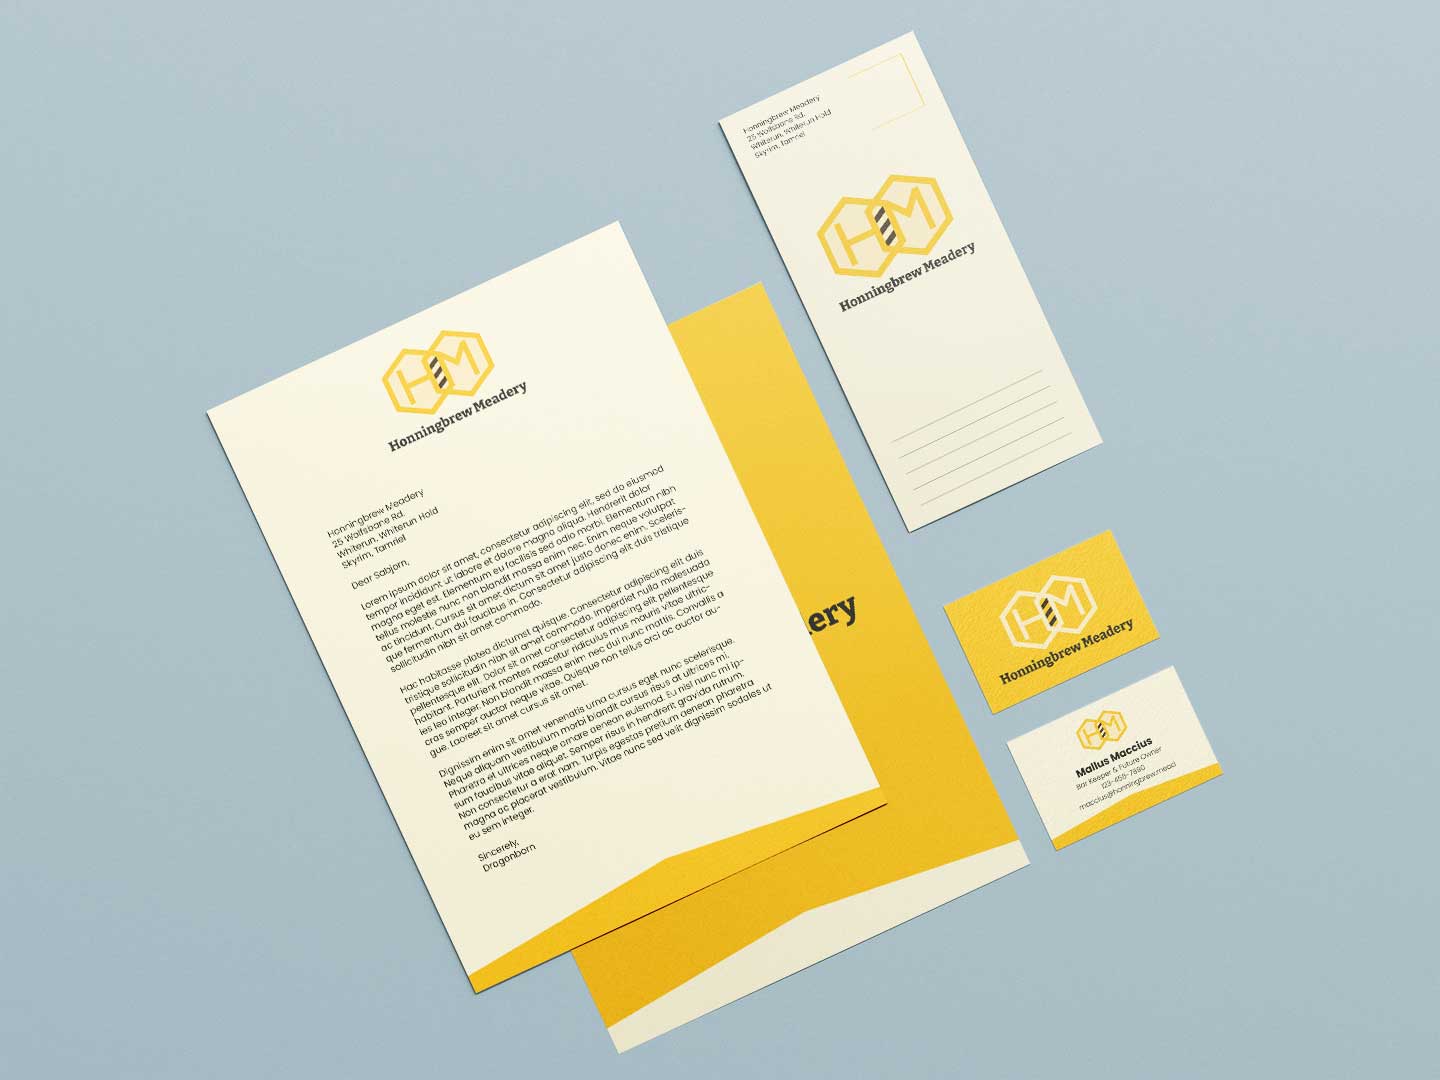 HM
Honningbrew Meadery
Honningbrew Meadery
25 Wolfsbane Rd.
Whiterun, Whiterun Hold
Skyrim, Tamriel
Dear Sabjorn,
Lorem ipsum dolor sit amet, consectetur adipiscing elit, sed do eiusmod
tempor incididunt ut labore et dolore magna aliqua. Hendrerit dolor
magna eget est. Elementum eu facilisis sed odio morbi. Elementum nibh
tellus molestie nunc non blandit massa enim nec. Enim neque volutpat
ac tincidunt. Cursus sit amet dictum sit amet justo donec enim. Sceleris-
que fermentum dui faucibus in. Consectetur adipiscing elit duis tristique
sollicitudin nibh sit amet commodo.
Hac habitasse platea dictumst quisque. Consectetur adipiscing elit duis
tristique sollicitudin nibh sit amet commodo. Imperdiet nulla malesuada
pellentesque elit. Dolor sit amet consectetur adipiscing elit pellentesque
habitant. Parturient montes nascetur ridiculus mus mauris vitae ultric-
ies leo integer. Non blandit massa enim nec dui nunc mattis. Convallis a
cras semper auctor neque vitae. Quisque non tellus orci ac auctor au-
gue. Laoreet sit amet cursus sit amet.
Dignissim enim sit amet venenatis urna cursus eget nunc scelerisque.
Neque aliquam vestibulum morbi blandit cursus risus at ultrices mi.
Pharetra et ultrices neque ornare aenean euismod. Eu nisl nunc mi ip-
sum faucibus vitae aliquet. Semper risus in hendrerit gravida rutrum.
Non consectetur a erat nam. Turpis egestas pretium aenean pharetra
magna ac placerat vestibulum. Vitae nunc sed velit dignissim sodales ut
eu sem integer.
Sincerely,
Dragonborn
ery
Honningbrew Meadery
25 Wolfsbane Rd.
Whiterun, Whiterun Hold
Skyrim, Tamriel
HM
Honningbrew Meadery
HM
Honningbrew Meadery
HM
Mallus Maccius
Bar Keeper & Future Owner
123-456-7890
maccius@honningbrew.mead